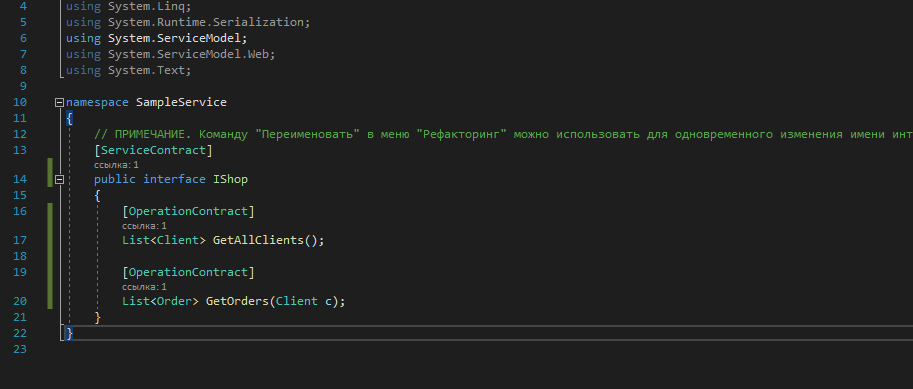 4 using System.Linq;
5 using System.Runtime.Serialization;
6 using System.ServiceModel;
7 using System.ServiceModel.Web;
8 using System.Text;
9
10 namespace SampleService
11 {
12 // ПРИМЕЧАНИЕ. Команду "Переименовать" в меню "Рефакторинг" можно использовать для одновременного изменения имени инт
13 [ServiceContract]
ссылка: 1
14 public interface IShop
15 {
16 [OperationContract]
ссылка: 1
17 List<Client> GetAllClients();
18
19 [OperationContract]
ссылка: 1
20 List<Order> GetOrders(Client c);
21 }
22 }
23